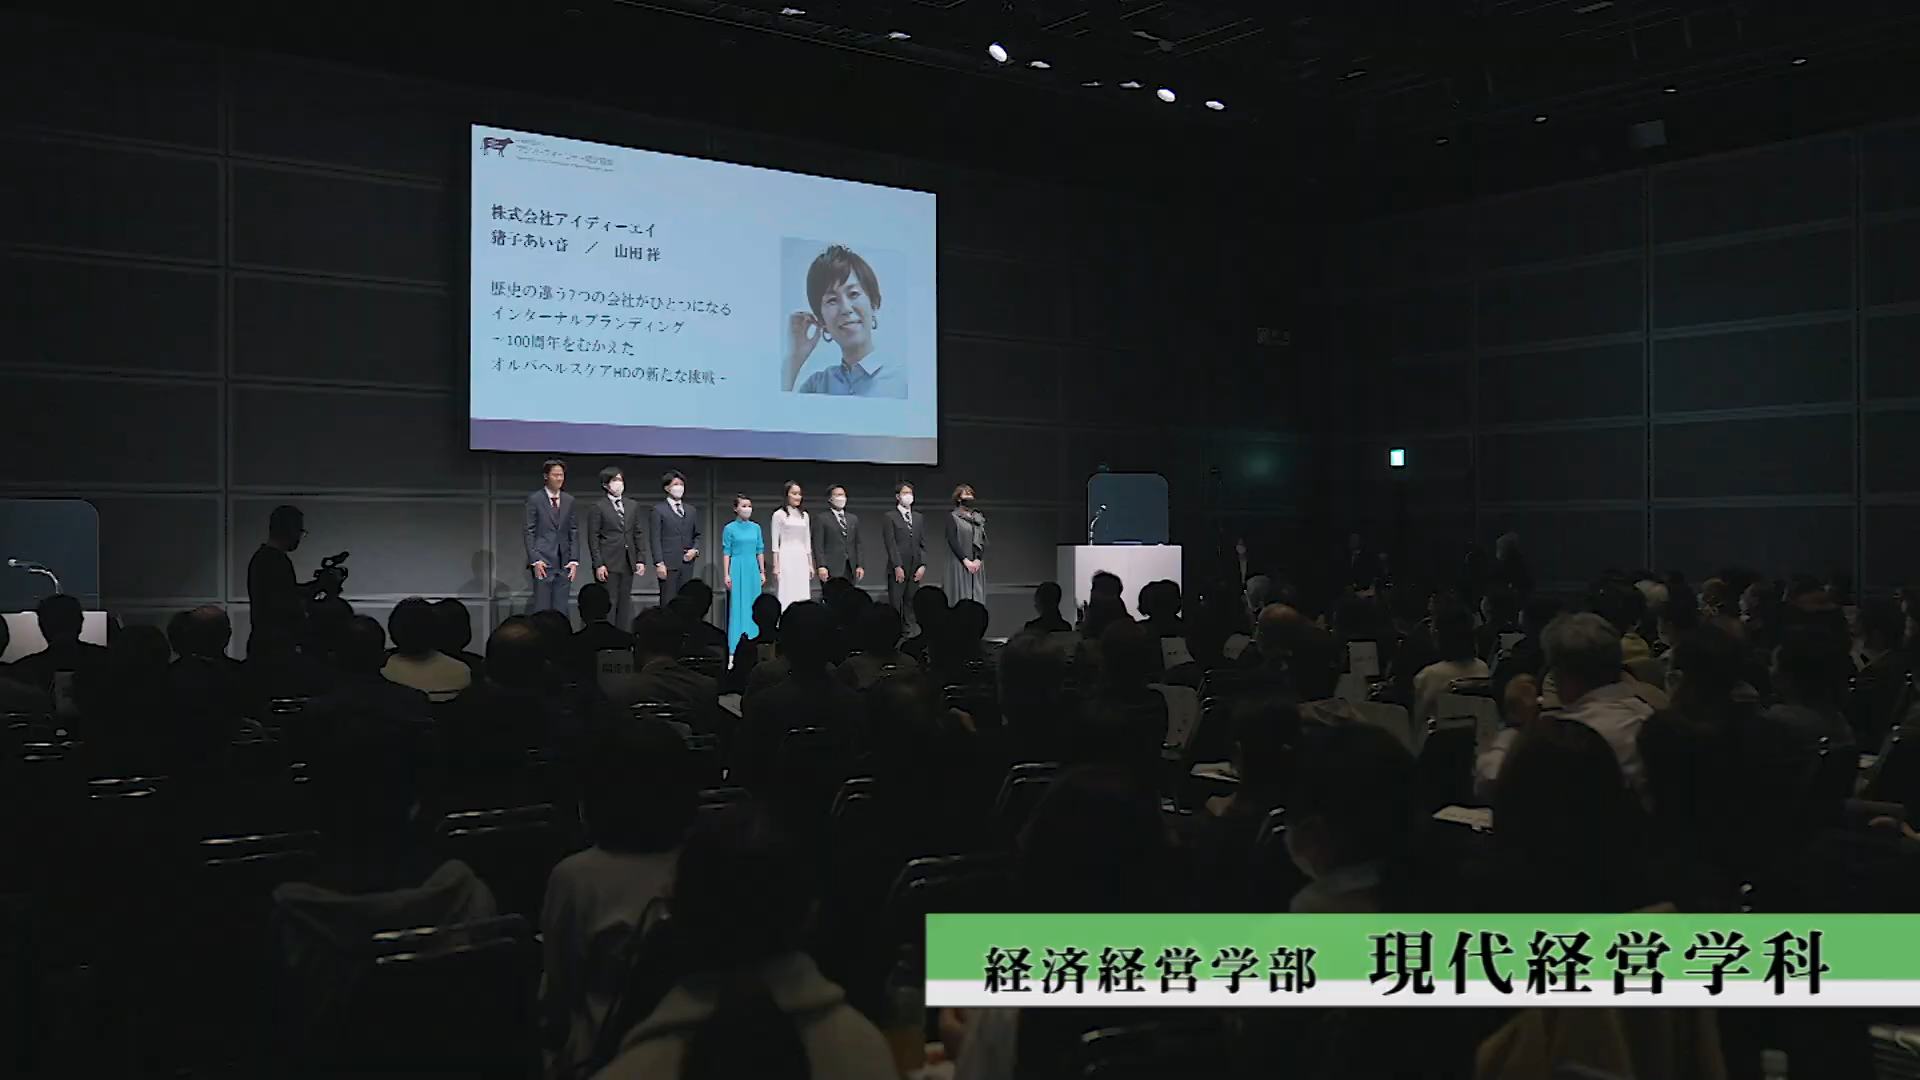 株式会社アイディーエイ
猪子あい音　／　山田 祥
歴史の違う7つの会社がひとつになる
インターナルブランディング
- 100周年をむかえた
オルバヘルスケアHDの新たな挑戦 -
経済経営学部　現代経営学科